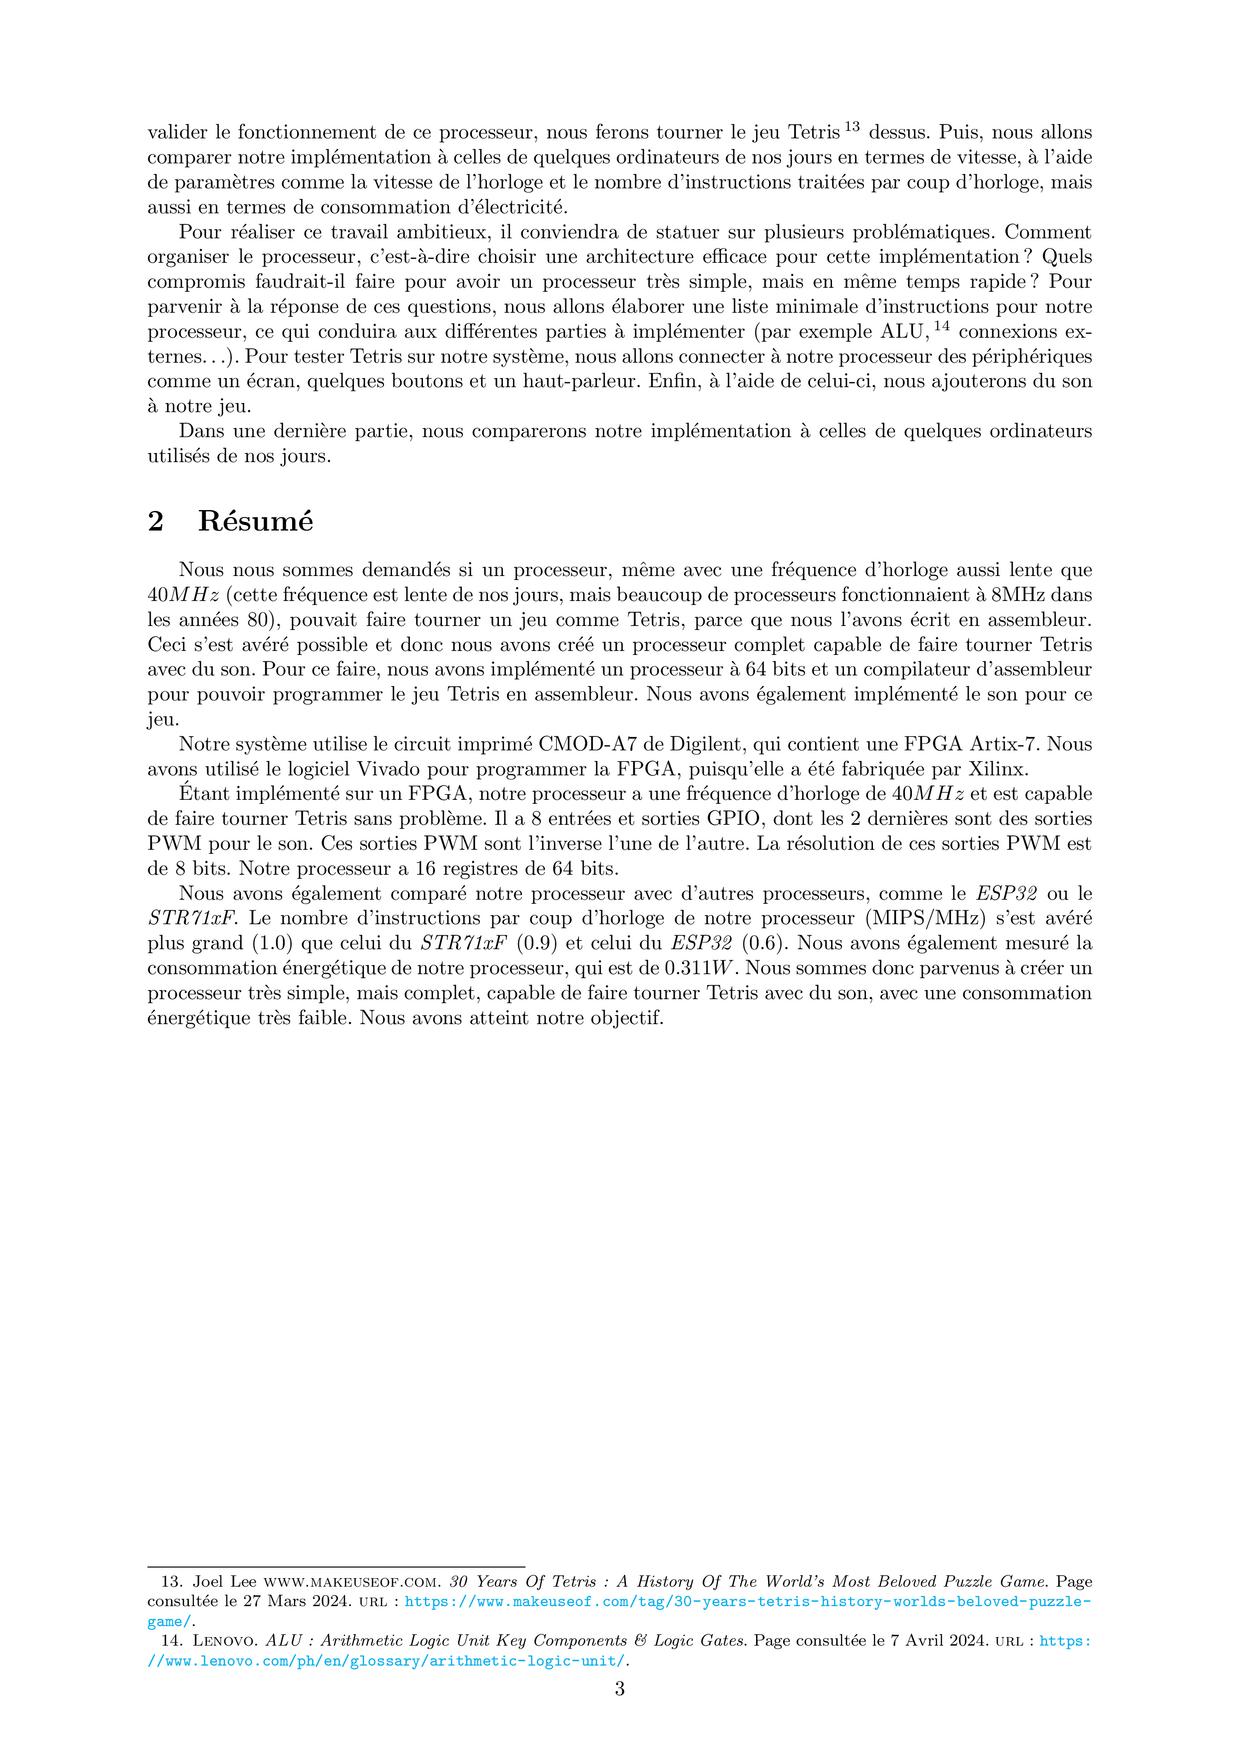 valider le fonctionnement de ce processeur, nous ferons tourner le jeu Tetris 13 dessus. Puis, nous allons
comparer notre implémentation à celles de quelques ordinateurs de nos jours en termes de vitesse, à l'aide
de paramètres comme la vitesse de l'horloge et le nombre d'instructions traitées par coup d'horloge, mais
aussi en termes de consommation d'électricité.
Pour réaliser ce travail ambitieux, il conviendra de statuer sur plusieurs problématiques. Comment
organiser le processeur, c'est-à-dire choisir une architecture efficace pour cette implémentation ? Quels
compromis faudrait-il faire pour avoir un processeur très simple, mais en même temps rapide ? Pour
parvenir à la réponse de ces questions, nous allons élaborer une liste minimale d'instructions pour notre
processeur, ce qui conduira aux différentes parties à implémenter (par exemple ALU, 14 connexions ex-
ternes. . .). Pour tester Tetris sur notre système, nous allons connecter à notre processeur des périphériques
comme un écran, quelques boutons et un haut-parleur. Enfin, à l'aide de celui-ci, nous ajouterons du son
à notre jeu.
Dans une dernière partie, nous comparerons notre implémentation à celles de quelques ordinateurs
utilisés de nos jours.
2 Résumé
Nous nous sommes demandés si un processeur, même avec une fréquence d'horloge aussi lente que
40MHz (cette fréquence est lente de nos jours, mais beaucoup de processeurs fonctionnaient à 8MHz dans
les années 80), pouvait faire tourner un jeu comme Tetris, parce que nous l'avons écrit en assembleur.
Ceci s'est avéré possible et donc nous avons créé un processeur complet capable de faire tourner Tetris
avec du son. Pour ce faire, nous avons implémenté un processeur à 64 bits et un compilateur d'assembleur
pour pouvoir programmer le jeu Tetris en assembleur. Nous avons également implémenté le son pour ce
jeu.
Notre système utilise le circuit imprimé CMOD-A7 de Digilent, qui contient une FPGA Artix-7. Nous
avons utilisé le logiciel Vivado pour programmer la FPGA, puisqu'elle a été fabriquée par Xilinx.
Étant implémenté sur un FPGA, notre processeur a une fréquence d'horloge de 40MHz et est capable
de faire tourner Tetris sans problème. Il a 8 entrées et sorties GPIO, dont les 2 dernières sont des sorties
PWM pour le son. Ces sorties PWM sont l'inverse l'une de l'autre. La résolution de ces sorties PWM est
de 8 bits. Notre processeur a 16 registres de 64 bits.
Nous avons également comparé notre processeur avec d'autres processeurs, comme le ESP32 ou le
STR71xF. Le nombre d'instructions par coup d'horloge de notre processeur (MIPS/MHz) s'est avéré
plus grand (1.0) que celui du STR71xF (0.9) et celui du ESP32 (0.6). Nous avons également mesuré la
consommation énergétique de notre processeur, qui est de 0.311W. Nous sommes donc parvenus à créer un
processeur très simple, mais complet, capable de faire tourner Tetris avec du son, avec une consommation
énergétique très faible. Nous avons atteint notre objectif.
13. Joel Lee WWW.MAKEUSEOF.COM. 30 Years Of Tetris : A History Of The World's Most Beloved Puzzle Game. Page
consultée le 27 Mars 2024. URL : https://www.makeuseof.com/tag/30-years-tetris-history-worlds-beloved-puzzle-
game/.
14. LENOVO. ALU : Arithmetic Logic Unit Key Components & Logic Gates. Page consultée le 7 Avril 2024. URL : https:
//www.lenovo.com/ph/en/glossary/arithmetic-logic-unit/.
3